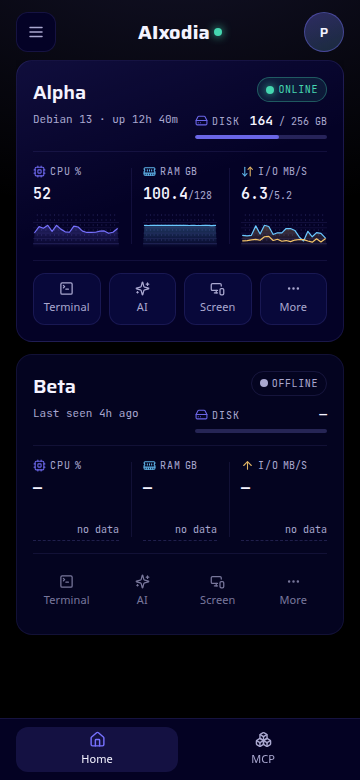 AIxodia
P
Alpha
ONLINE
Debian 13 · up 12h 40m
DISK 164 / 256 GB
CPU % RAM GB I/O MB/S
52 100.4/128 6.3/5.2
Terminal AI Screen More
Beta
OFFLINE
Last seen 4h ago
DISK —
CPU % RAM GB I/O MB/S
— — —
no data no data no data
Terminal AI Screen More
Home MCP